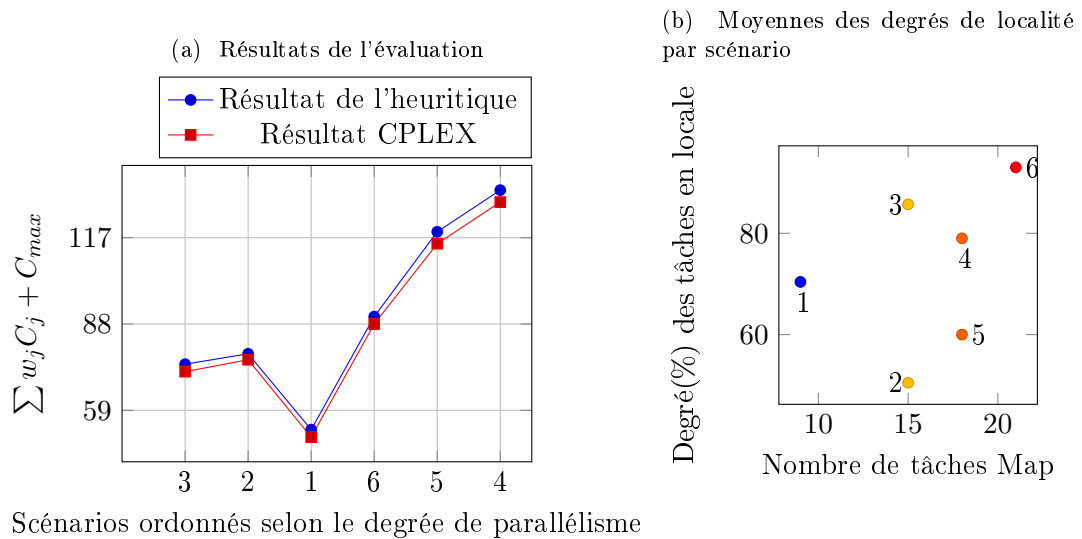 (a) Résultats de l'évaluation
Résultat de l'heuritique
Résultat CPLEX
∑ w_j C_j + C_max
117
88
59
3 2 1 6 5 4
Scénarios ordonnés selon le degrée de parallélisme
(b) Moyennes des degrés de localité
par scénario
Degré(%) des tâches en locale
80
60
1
2
3
4
5
6
10 15 20
Nombre de tâches Map